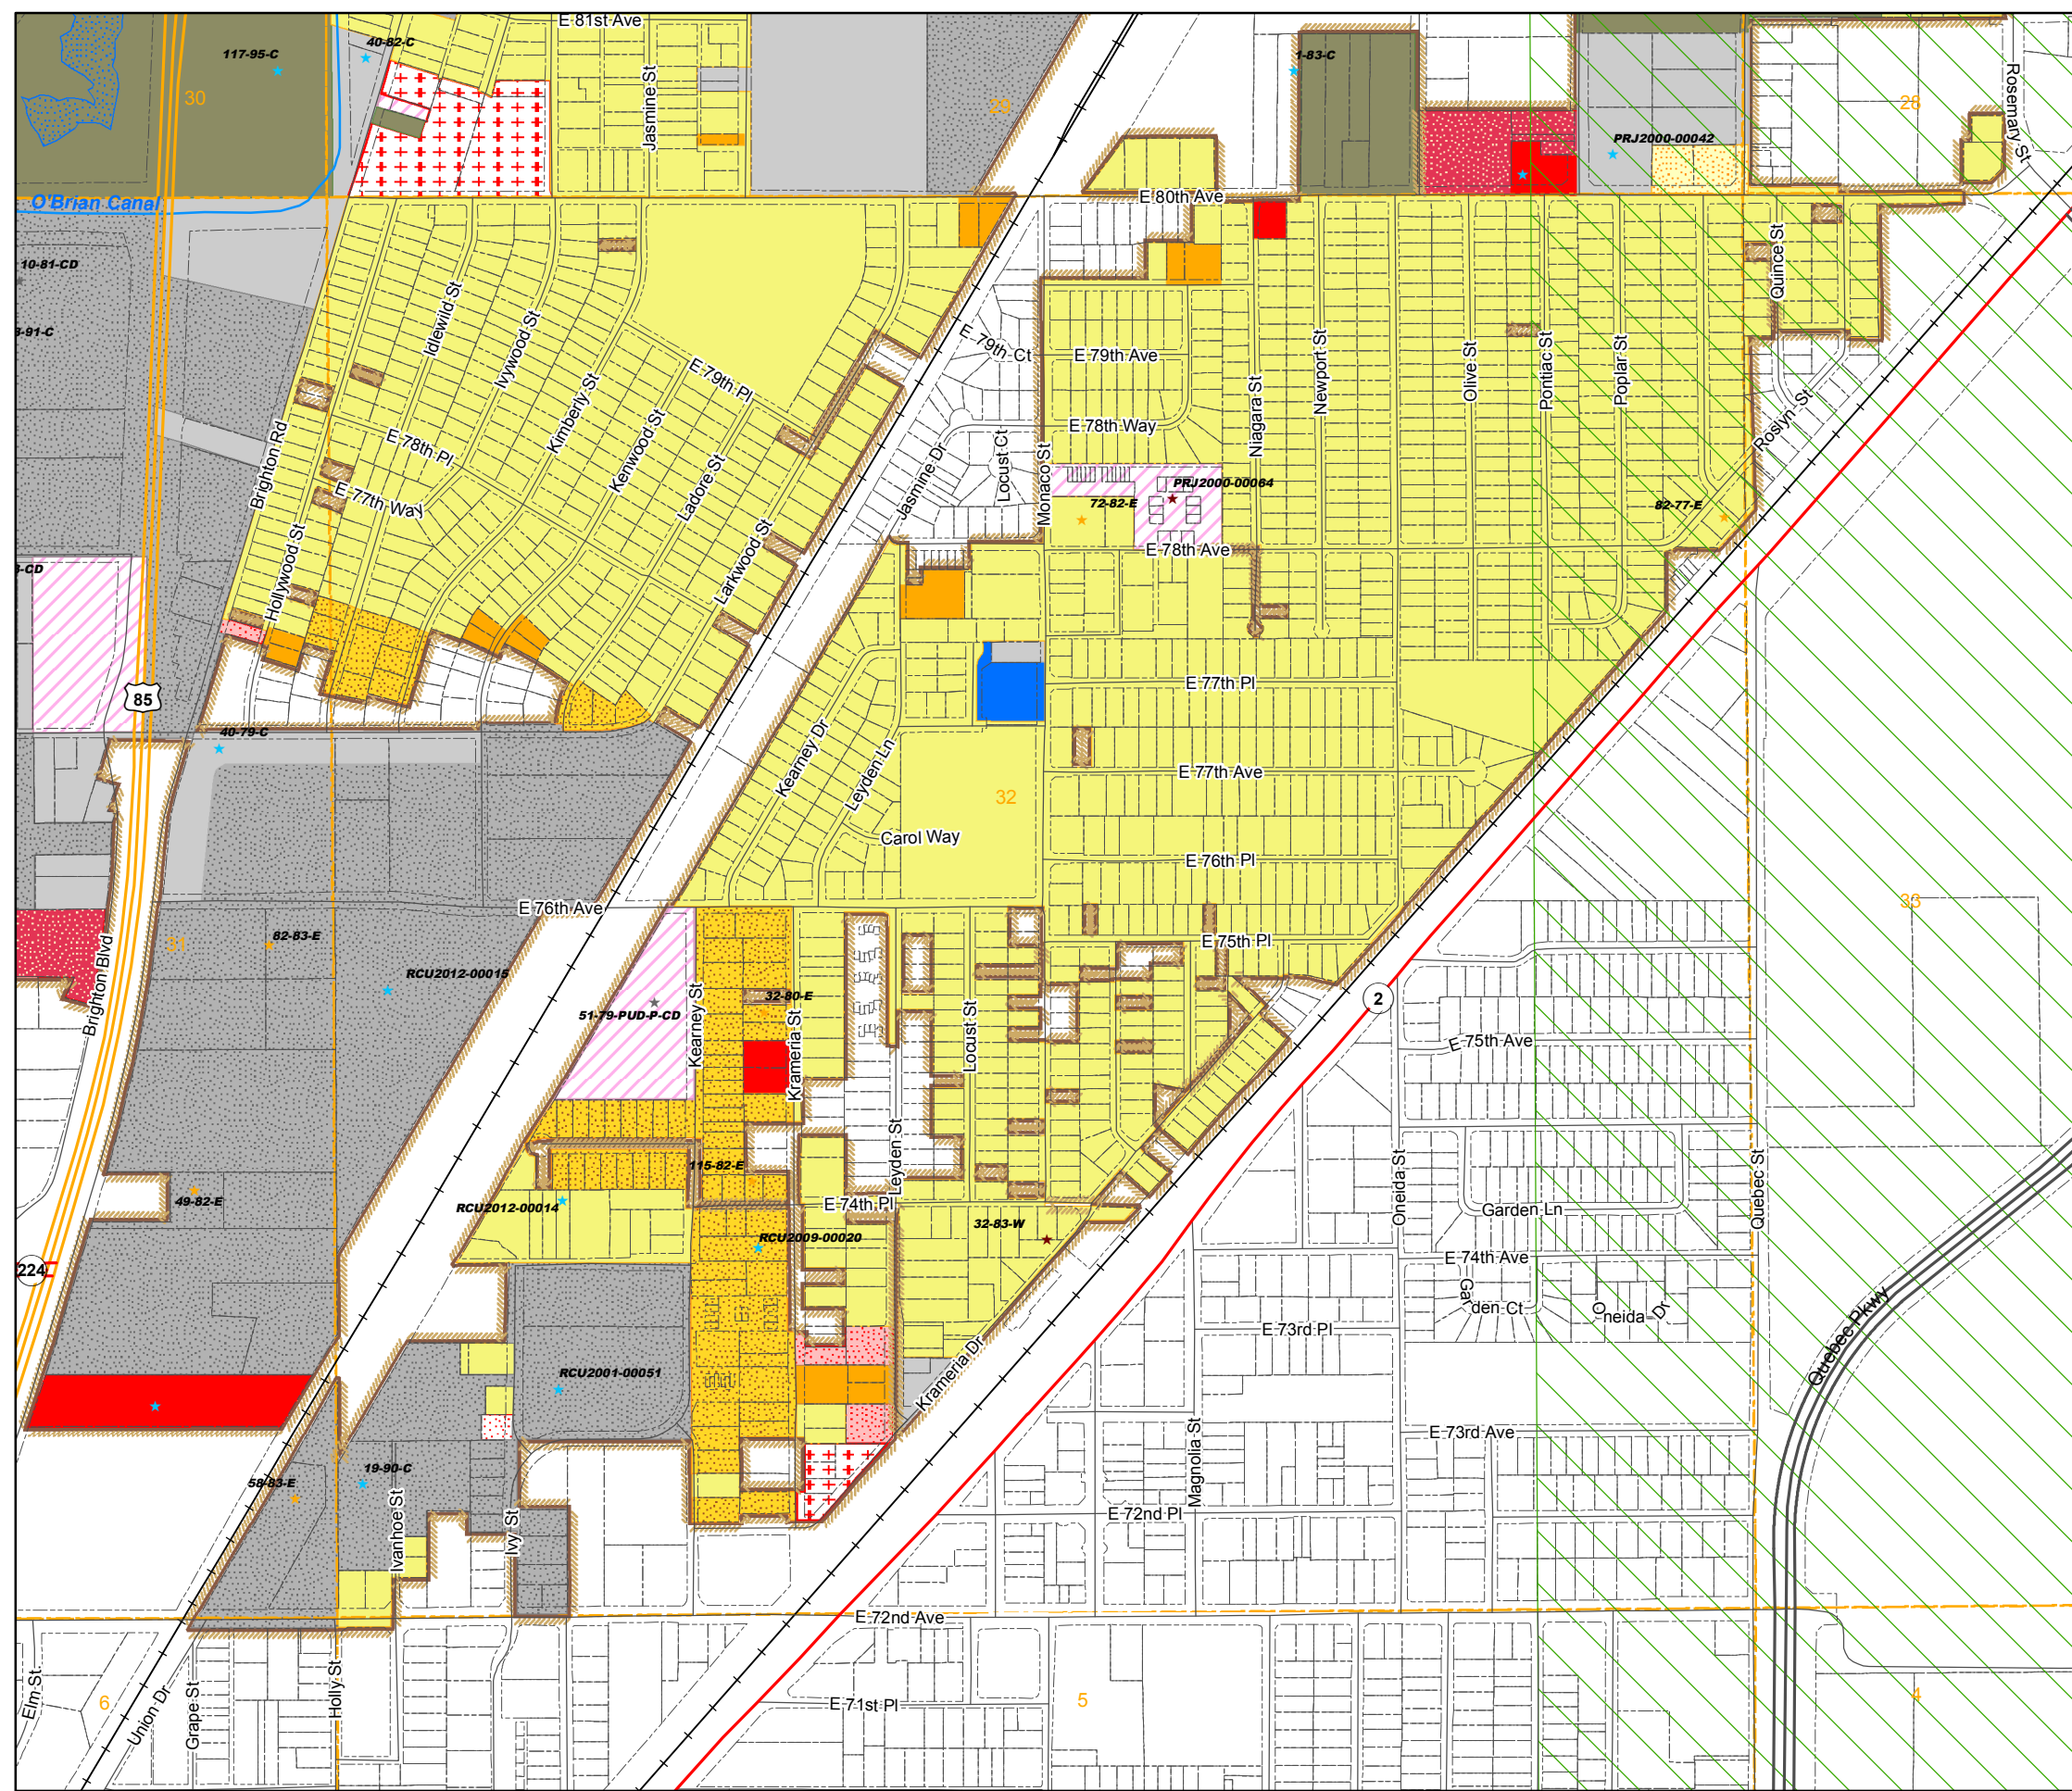 E 81st Ave
40-82-C
117-95-C
1-83-C
30
29
28
Jasmine St
Rosemary St
PRJ2000-00042
O'Brian Canal
E 80th Ave
10-81-CD
Quince St
Idlewild St
Ivywood St
E 79th Ct
E 79th Ave
E 79th Pl
Newport St
Olive St
Pontiac St
Poplar St
Niagara St
Kimberly St
Kenwood St
E 78th Way
Roslyn St
E 78th Pl
Brighton Rd
Ladore St
Jasmine Dr
Locust Ct
Monaco St
E 77th Way
PRJ2000-00064
72-82-E
82-77-E
Hollywood St
Larkwood St
E 78th Ave
-CD
85
E 77th Pl
40-79-C
Kearney Dr
Leyden Ln
E 77th Ave
32
Carol Way
E 76th Pl
E 76th Ave
33
31
82-83-E
E 75th Pl
RCU2012-00015
Brighton Blvd
32-80-E
2
51-79-PUD-P-CD
Kearney St
Krameria St
Locust St
E 75th Ave
Leyden St
115-82-E
49-82-E
RCU2012-00014
E 74th Pl
32-83-W
Oneida St
Garden Ln
Quebec St
RCU2009-00020
E 74th Ave
224
Garden Ct
Oneida Dr
E 73rd Pl
Quebec Pkwy
RCU2001-00051
Krameria Dr
E 73rd Ave
Magnolia St
58-83-E
19-90-C
Ivanhoe St
Ivy St
E 72nd Pl
E 72nd Ave
Elm St
6
Union Dr
Grape St
Holly St
E 71st Pl
5
4